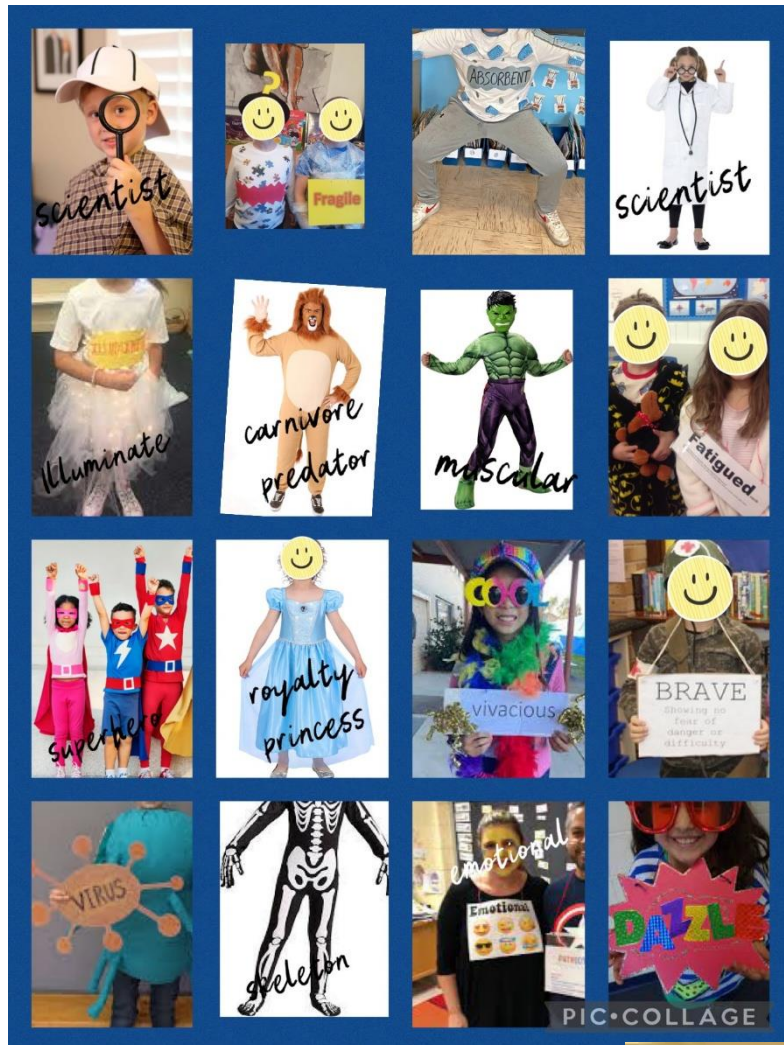 ?
scientist
Fragile
ABSORBENT
scientist
Illuminate
carnivore
predator
muscular
Fatigued
superhero
royalty
princess
COOL
vivacious
BRAVE
Showing no
fear of
danger or
difficulty
VIRUS
skeleton
emotional
Emotional
DAZZLE
PIC•COLLAGE